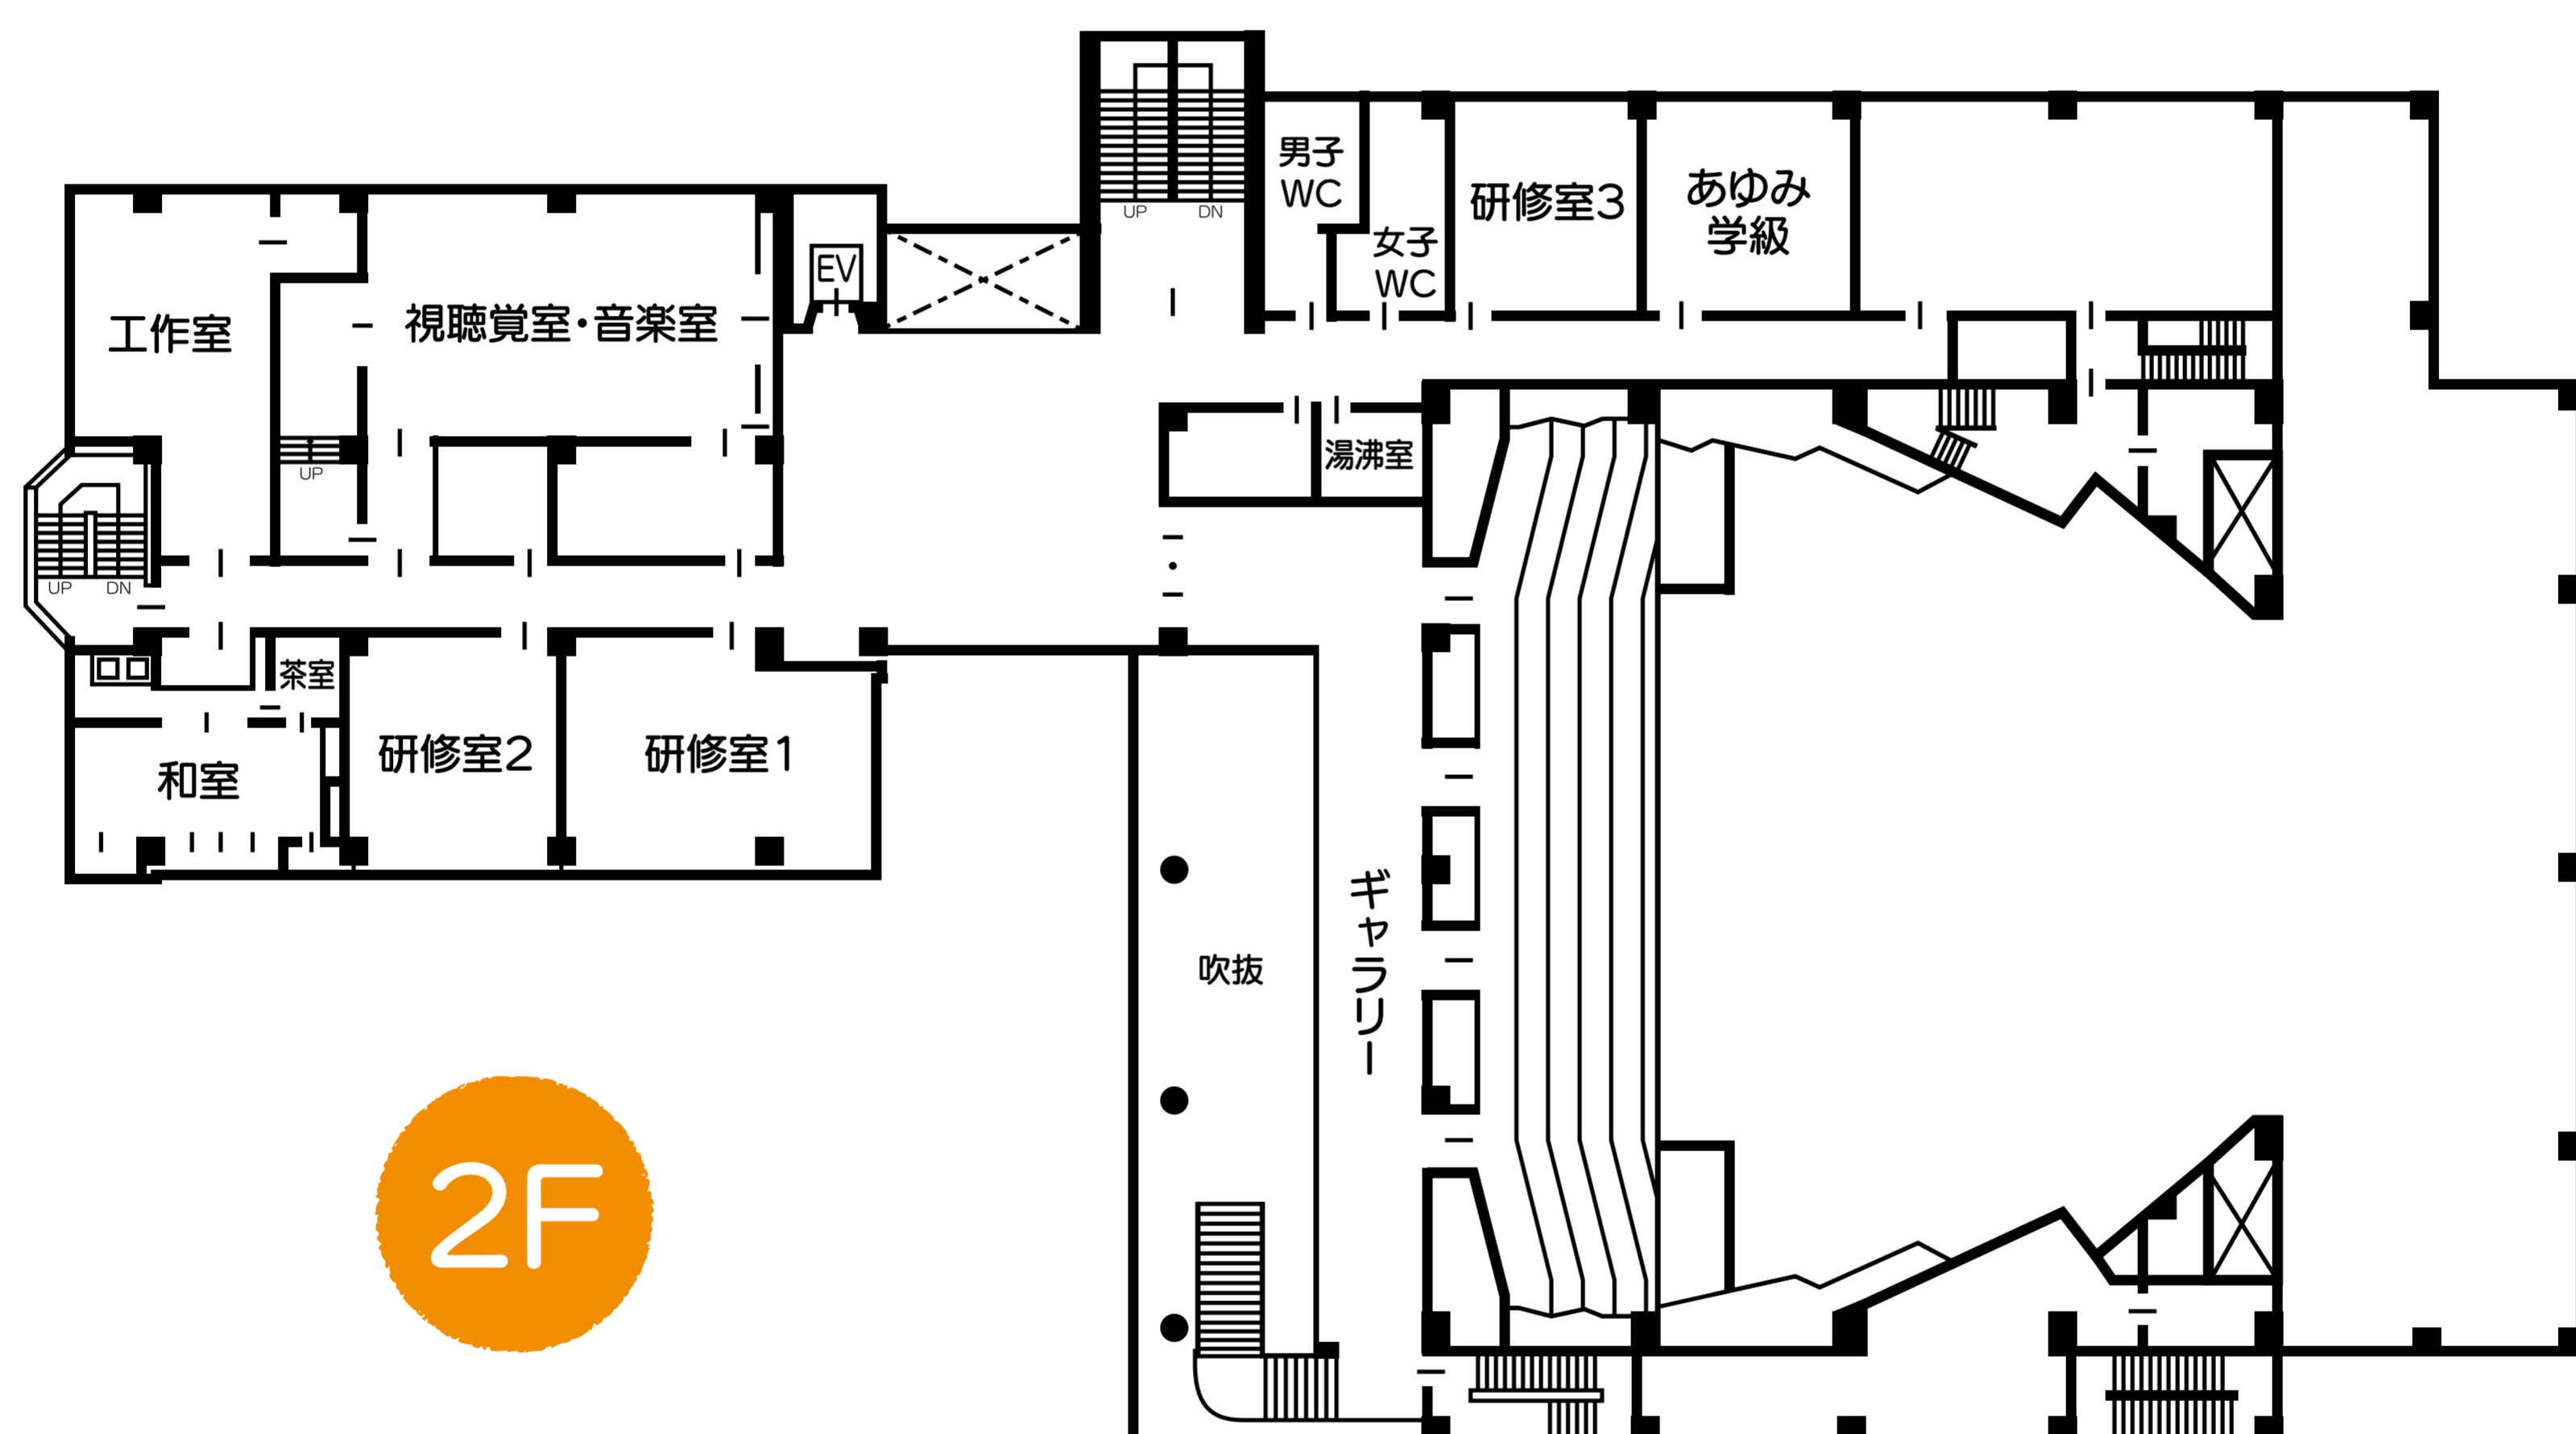 男子
WC
UP DN
女子
WC
研修室3
あゆみ
学級
EV
工作室
視聴覚室・音楽室
湯沸室
UP
UP DN
茶室
和室
研修室2
研修室1
吹抜
ギャラリー
2F